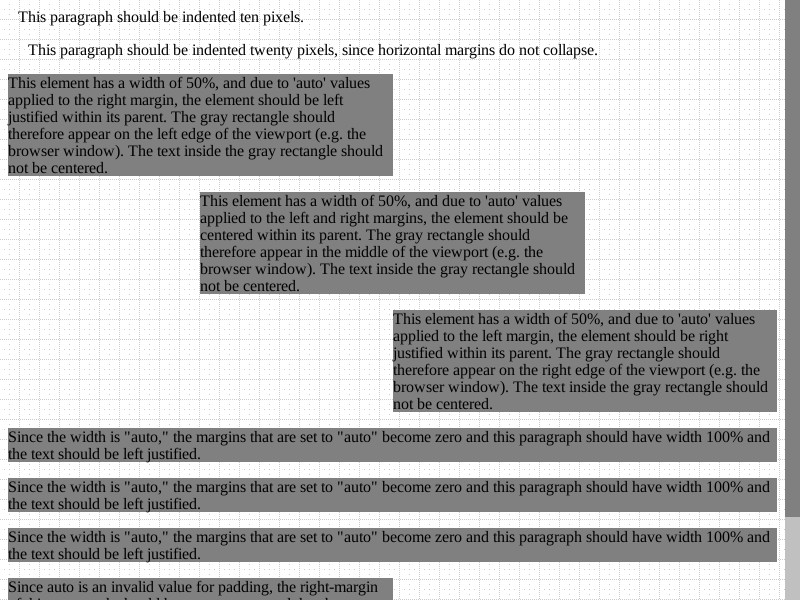 This paragraph should be indented ten pixels.
This paragraph should be indented twenty pixels, since horizontal margins do not collapse.
This element has a width of 50%, and due to 'auto' values
applied to the right margin, the element should be left
justified within its parent. The gray rectangle should
therefore appear on the left edge of the viewport (e.g. the
browser window). The text inside the gray rectangle should
not be centered.
This element has a width of 50%, and due to 'auto' values
applied to the left and right margins, the element should be
centered within its parent. The gray rectangle should
therefore appear in the middle of the viewport (e.g. the
browser window). The text inside the gray rectangle should
not be centered.
This element has a width of 50%, and due to 'auto' values
applied to the left margin, the element should be right
justified within its parent. The gray rectangle should
therefore appear on the right edge of the viewport (e.g. the
browser window). The text inside the gray rectangle should
not be centered.
Since the width is "auto," the margins that are set to "auto" become zero and this paragraph should have width 100% and
the text should be left justified.
Since the width is "auto," the margins that are set to "auto" become zero and this paragraph should have width 100% and
the text should be left justified.
Since the width is "auto," the margins that are set to "auto" become zero and this paragraph should have width 100% and
the text should be left justified.
Since auto is an invalid value for padding, the right-margin